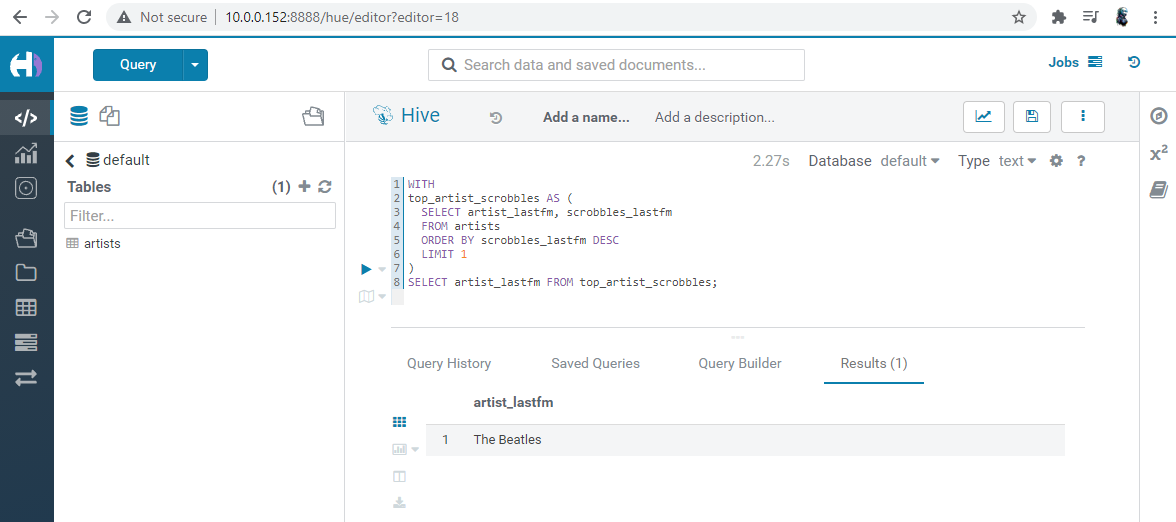 Not secure | 10.0.0.152:8888/hue/editor?editor=18
Query
Search data and saved documents...
Jobs
</>
Hive
Add a name...
Add a description...
default
2.27s
Database default
Type text
?
x²
Tables
(1)
Filter...
artists
1 WITH
2 top_artist_scrobbles AS (
3 SELECT artist_lastfm, scrobbles_lastfm
4 FROM artists
5 ORDER BY scrobbles_lastfm DESC
6 LIMIT 1
7 )
8 SELECT artist_lastfm FROM top_artist_scrobbles;
Query History
Saved Queries
Query Builder
Results (1)
artist_lastfm
1 The Beatles